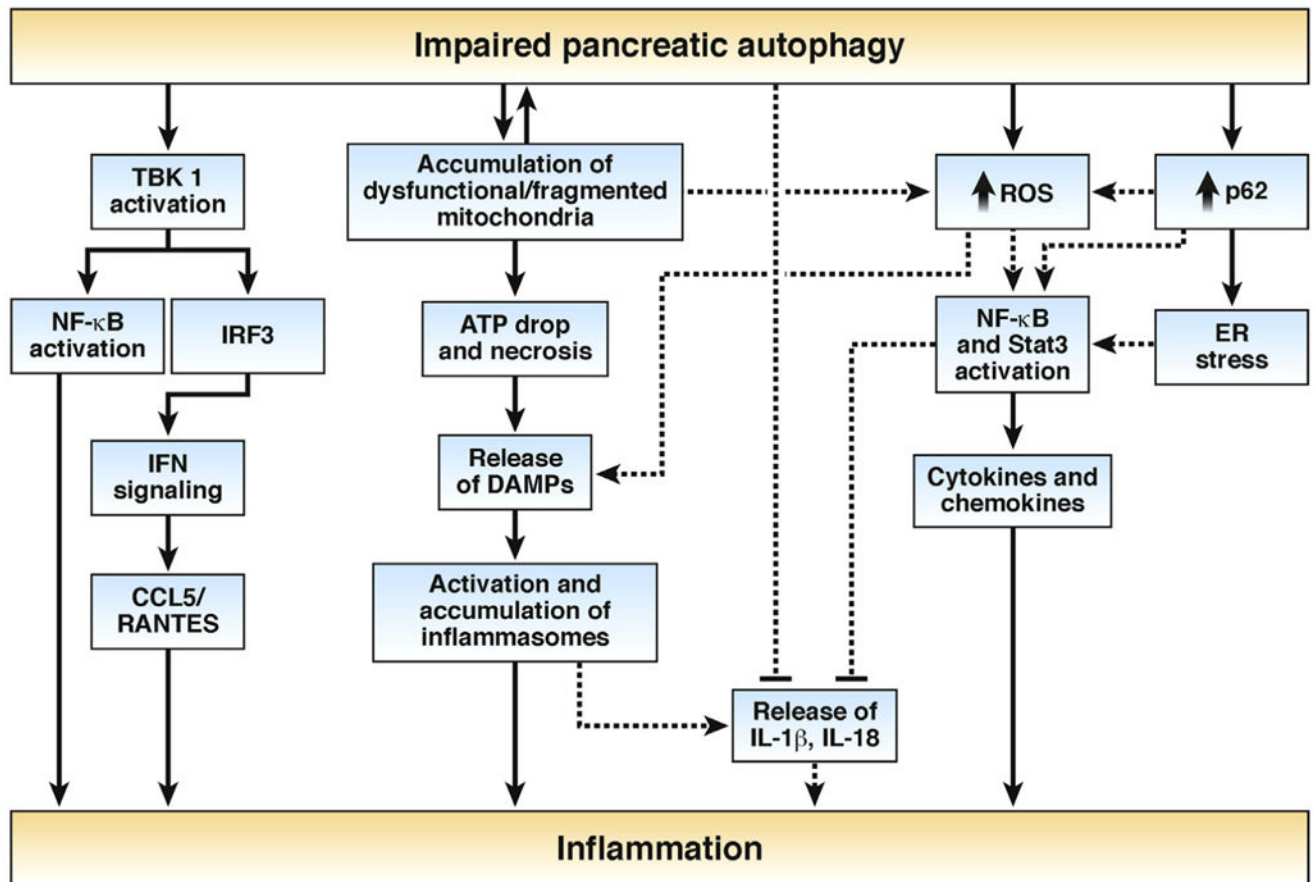 Impaired pancreatic autophagy
TBK 1
activation
Accumulation of
dysfunctional/fragmented
mitochondria
ROS
p62
NF-κB
activation
IRF3
ATP drop
and necrosis
NF-κB
and Stat3
activation
ER
stress
IFN
signaling
Release
of DAMPs
Cytokines and
chemokines
CCL5/
RANTES
Activation and
accumulation of
inflammasomes
Release of
IL-1β, IL-18
Inflammation